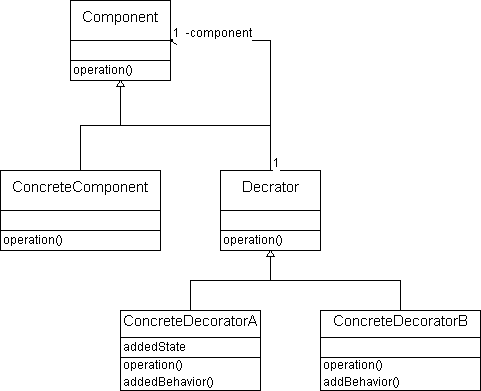 Component
1 -component
operation()
1
ConcreteComponent
Decrator
operation()
operation()
ConcreteDecoratorA
ConcreteDecoratorB
addedState
operation()
operation()
addedBehavior()
addBehavior()